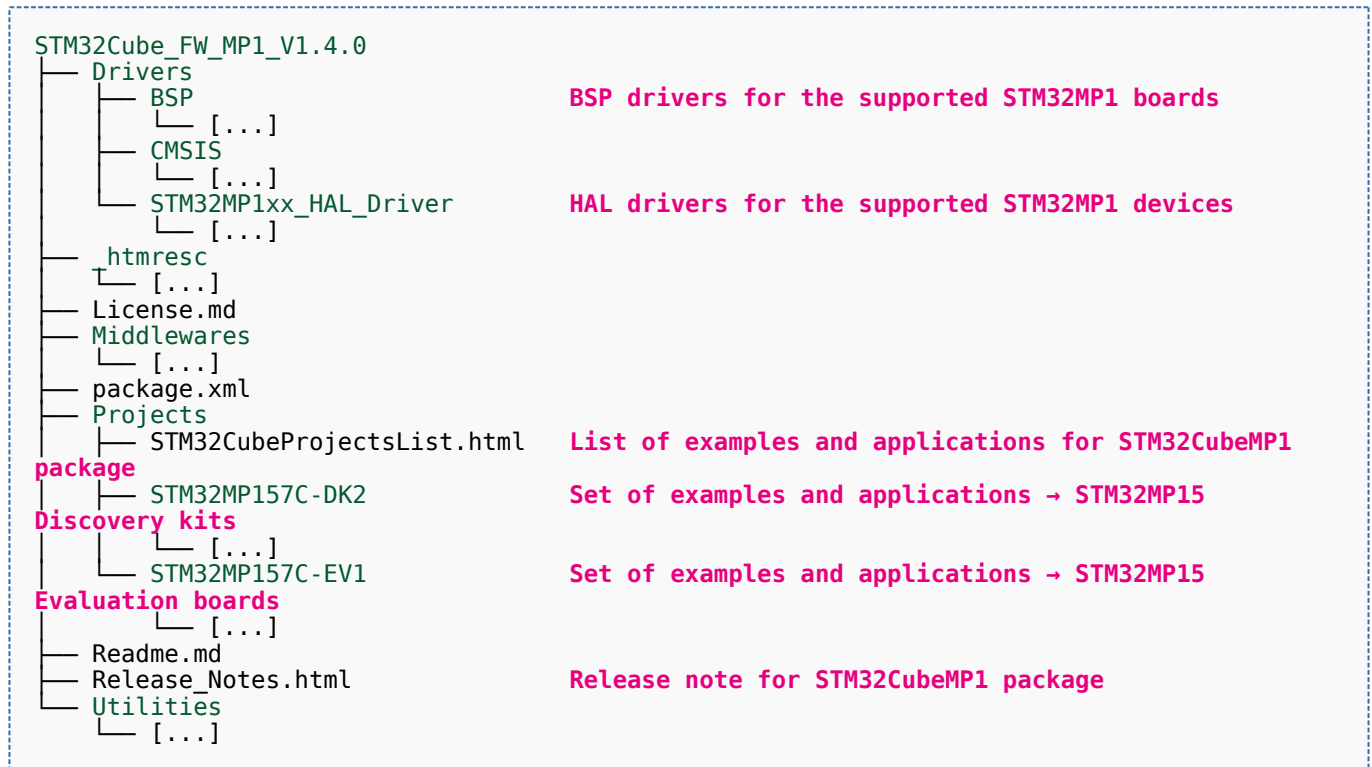 STM32Cube_FW_MP1_V1.4.0
├── Drivers
│   ├── BSP                        BSP drivers for the supported STM32MP1 boards
│   │   └── [...]
│   ├── CMSIS
│   │   └── [...]
│   └── STM32MP1xx_HAL_Driver        HAL drivers for the supported STM32MP1 devices
│       └── [...]
├── _htmresc
│   └── [...]
├── License.md
├── Middlewares
│   └── [...]
├── package.xml
├── Projects
│   ├── STM32CubeProjectsList.html   List of examples and applications for STM32CubeMP1
package
│   ├── STM32MP157C-DK2              Set of examples and applications → STM32MP15
Discovery kits
│   │   └── [...]
│   └── STM32MP157C-EV1              Set of examples and applications → STM32MP15
Evaluation boards
│       └── [...]
├── Readme.md
├── Release_Notes.html               Release note for STM32CubeMP1 package
└── Utilities
    └── [...]